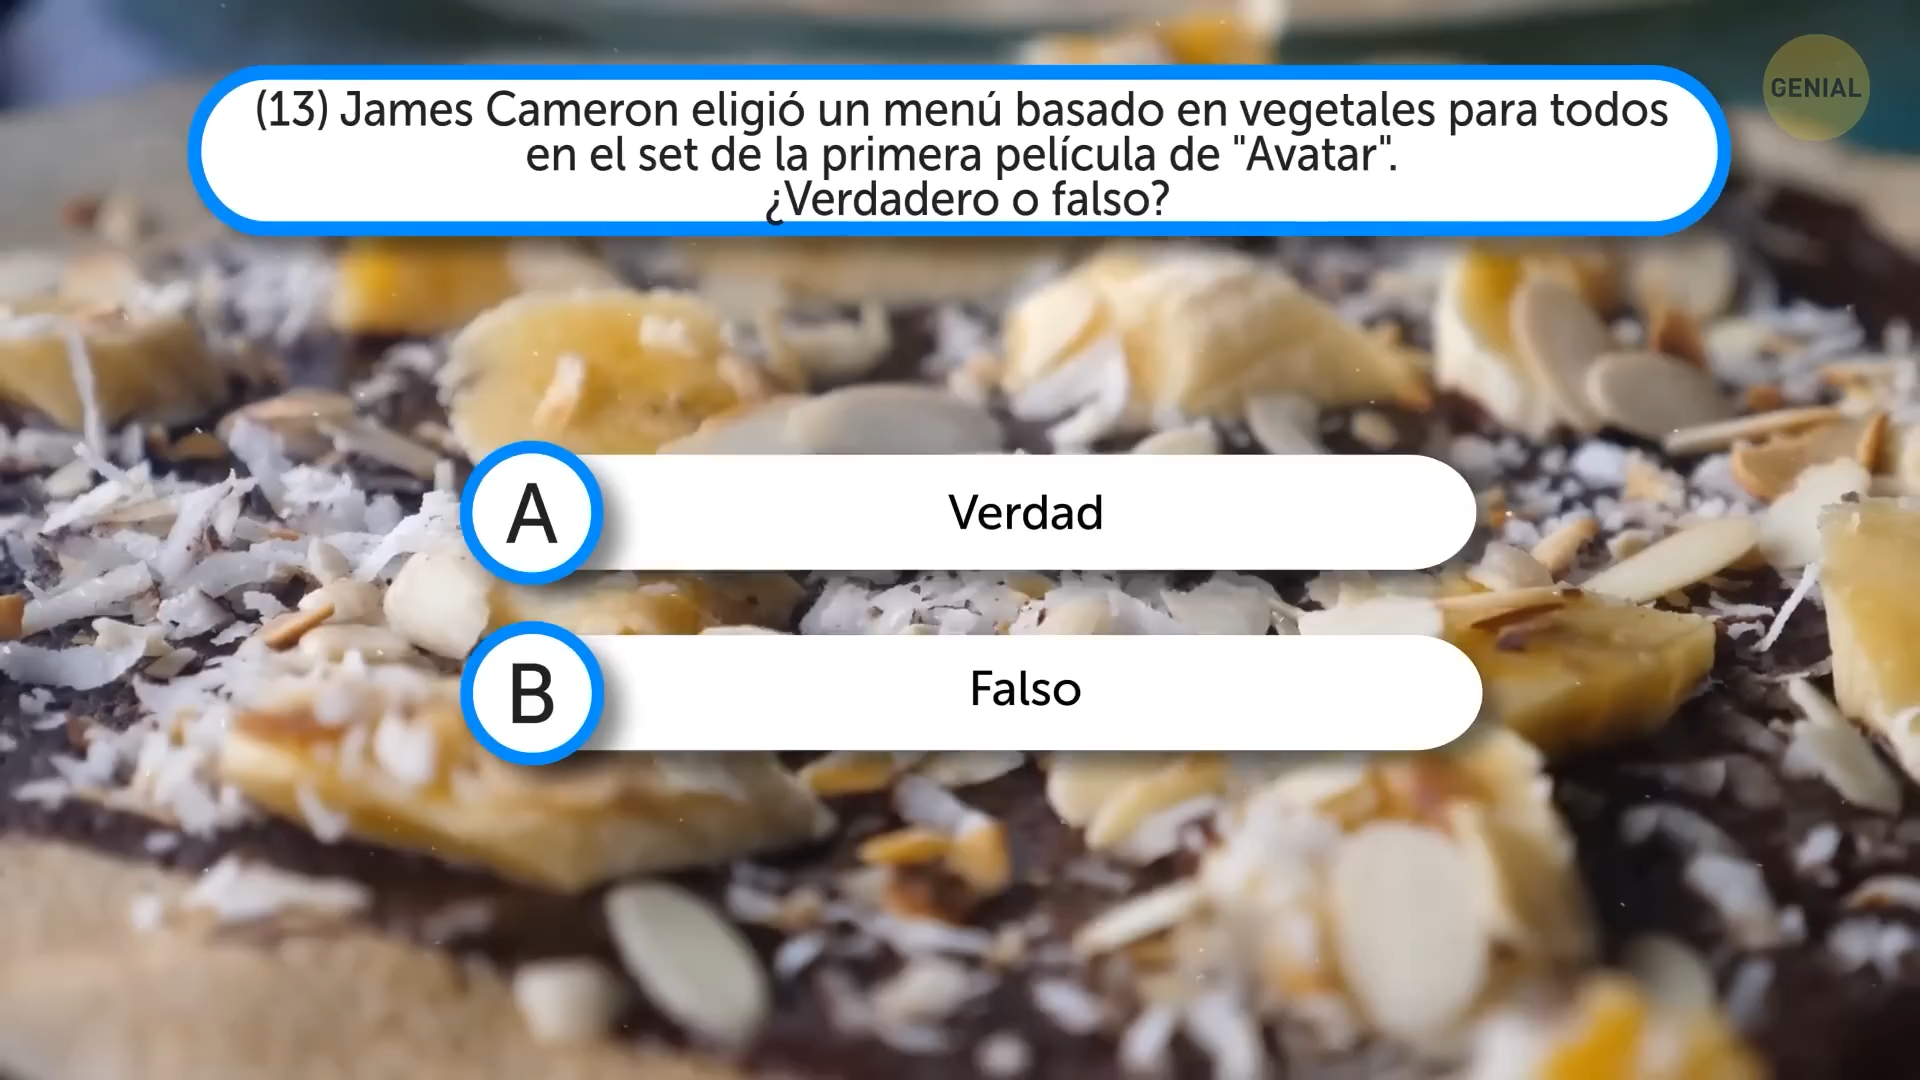 GENIAL
(13) James Cameron eligió un menú basado en vegetales para todos
en el set de la primera película de "Avatar".
¿Verdadero o falso?
A Verdad
B Falso